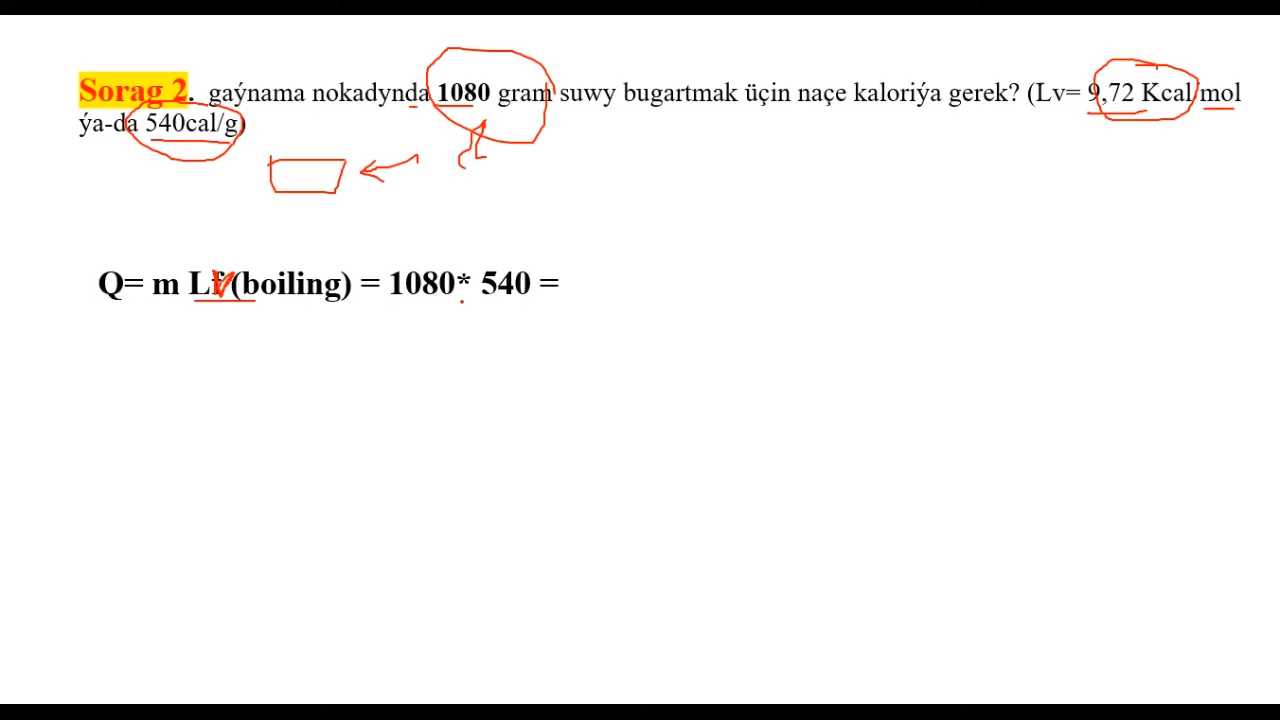 Sorag 2. gaýnama nokadynda 1080 gram suwy bugartmak üçin naçe kaloriýa gerek? (Lv= 9,72 Kcal/mol
ýa-da 540cal/g)
Q= m Lv (boiling) = 1080* 540 =